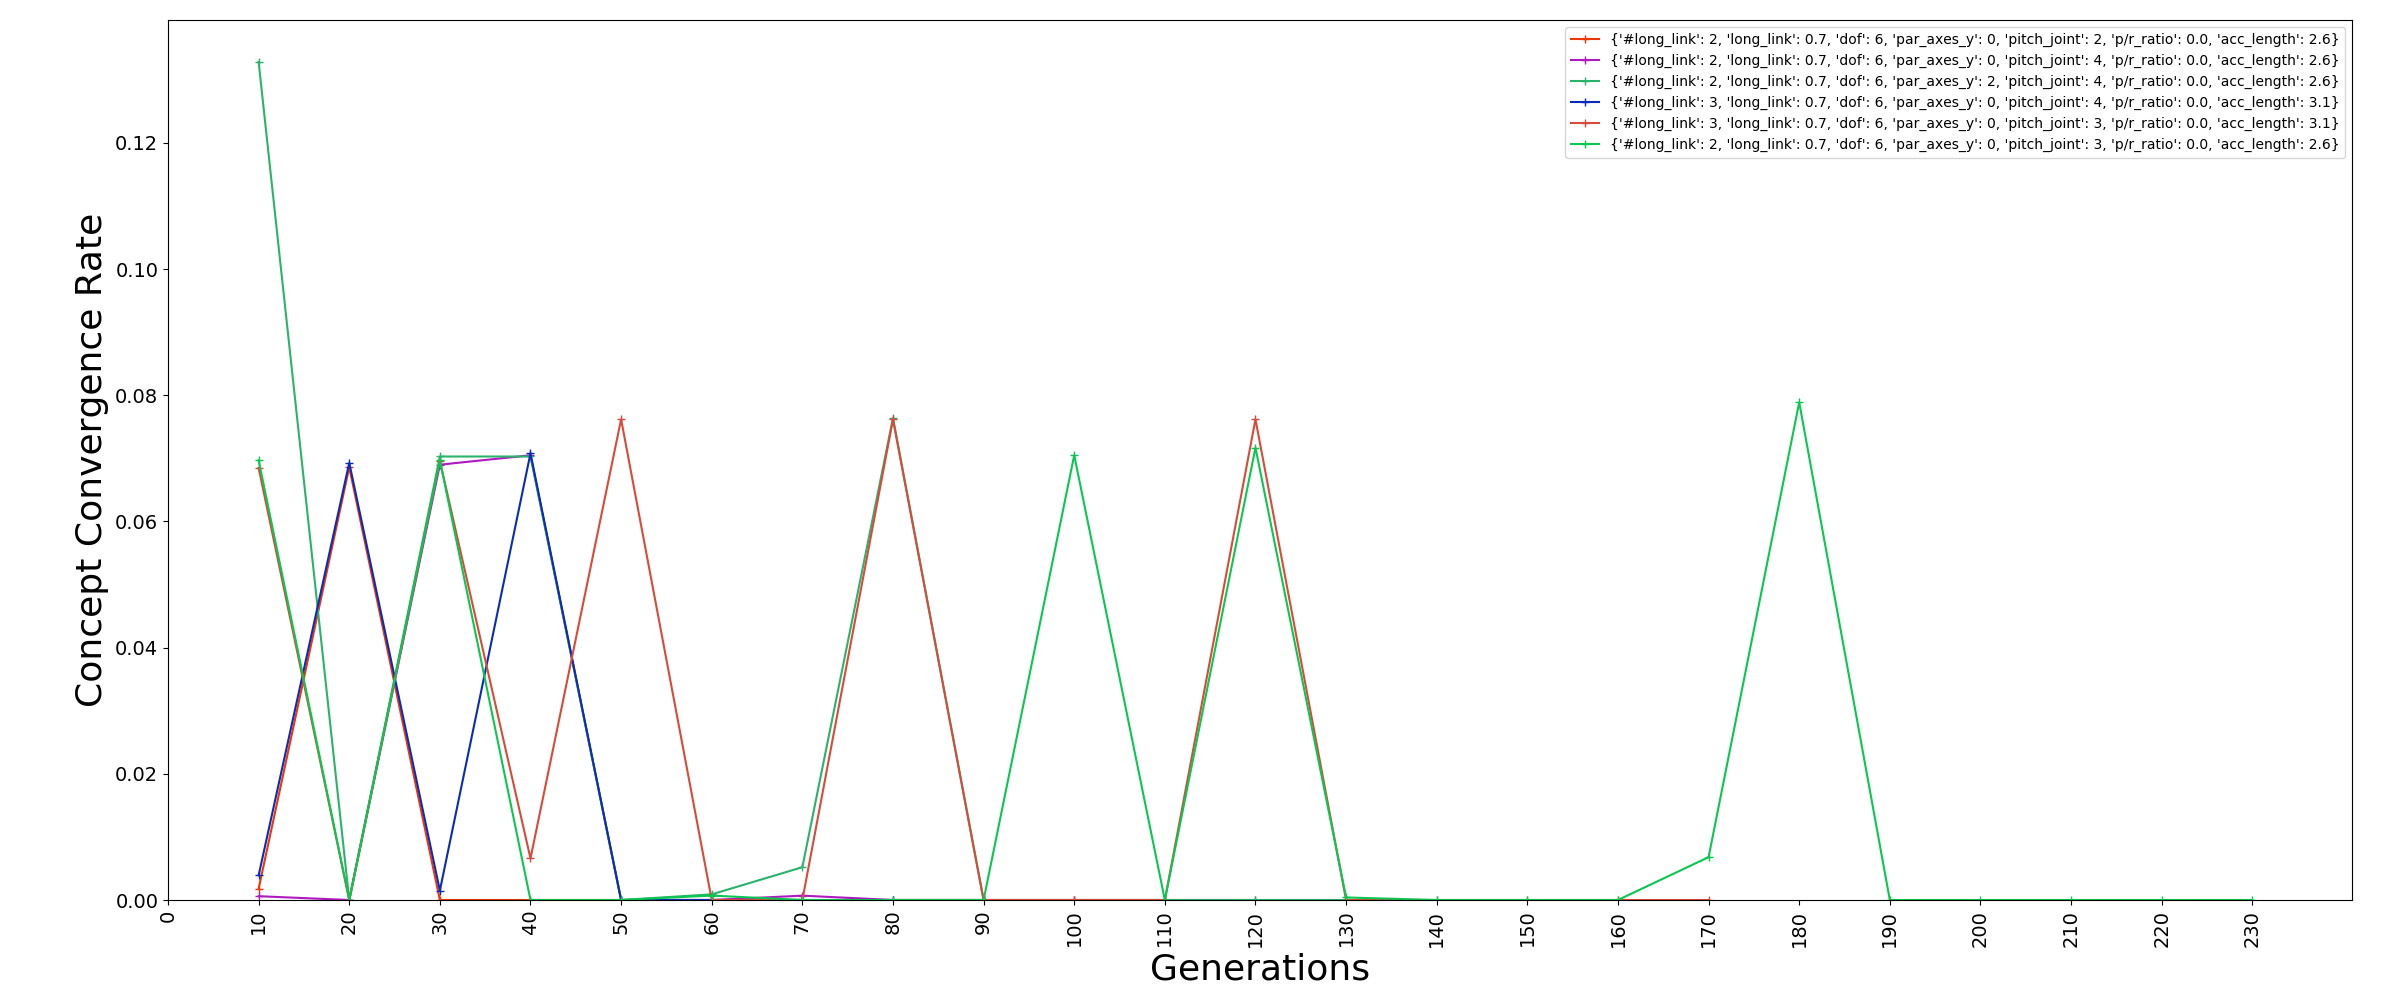 {'#long_link': 2, 'long_link': 0.7, 'dof': 6, 'par_axes_y': 0, 'pitch_joint': 2, 'p/r_ratio': 0.0, 'acc_length': 2.6}
{'#long_link': 2, 'long_link': 0.7, 'dof': 6, 'par_axes_y': 0, 'pitch_joint': 4, 'p/r_ratio': 0.0, 'acc_length': 2.6}
{'#long_link': 2, 'long_link': 0.7, 'dof': 6, 'par_axes_y': 2, 'pitch_joint': 4, 'p/r_ratio': 0.0, 'acc_length': 2.6}
{'#long_link': 3, 'long_link': 0.7, 'dof': 6, 'par_axes_y': 0, 'pitch_joint': 4, 'p/r_ratio': 0.0, 'acc_length': 3.1}
{'#long_link': 3, 'long_link': 0.7, 'dof': 6, 'par_axes_y': 0, 'pitch_joint': 3, 'p/r_ratio': 0.0, 'acc_length': 3.1}
{'#long_link': 2, 'long_link': 0.7, 'dof': 6, 'par_axes_y': 0, 'pitch_joint': 3, 'p/r_ratio': 0.0, 'acc_length': 2.6}
Concept Convergence Rate
0.12
0.10
0.08
0.06
0.04
0.02
0.00
0 10 20 30 40 50 60 70 80 90 100 110 120 130 140 150 160 170 180 190 200 210 220 230
Generations